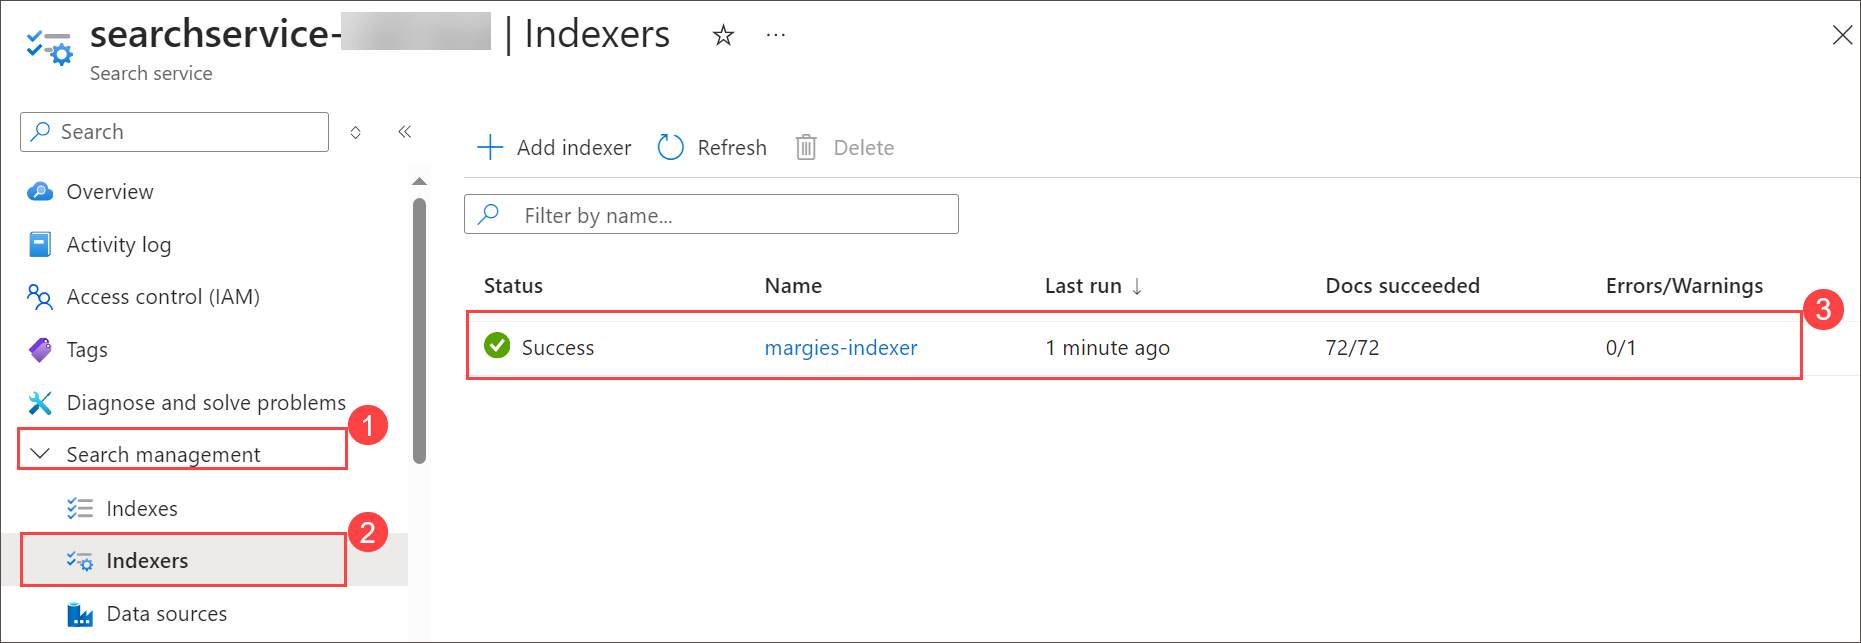 searchservice- | Indexers ☆ ···
Search service
Search
Add indexer Refresh Delete
Overview
Filter by name...
Activity log
Status Name Last run ↓ Docs succeeded Errors/Warnings
Access control (IAM)
3
Success margies-indexer 1 minute ago 72/72 0/1
Tags
Diagnose and solve problems
1
Search management
Indexes
2
Indexers
Data sources